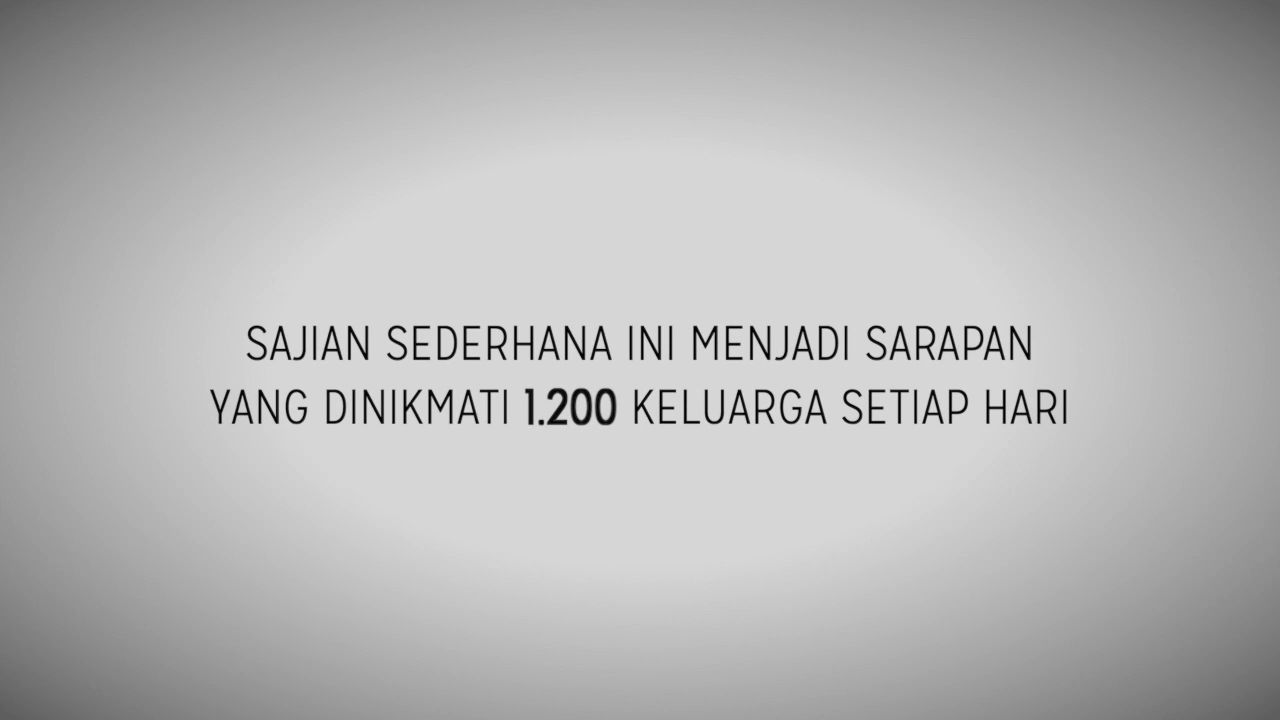 SAJIAN SEDERHANA INI MENJADI SARAPAN
YANG DINIKMATI 1.200 KELUARGA SETIAP HARI